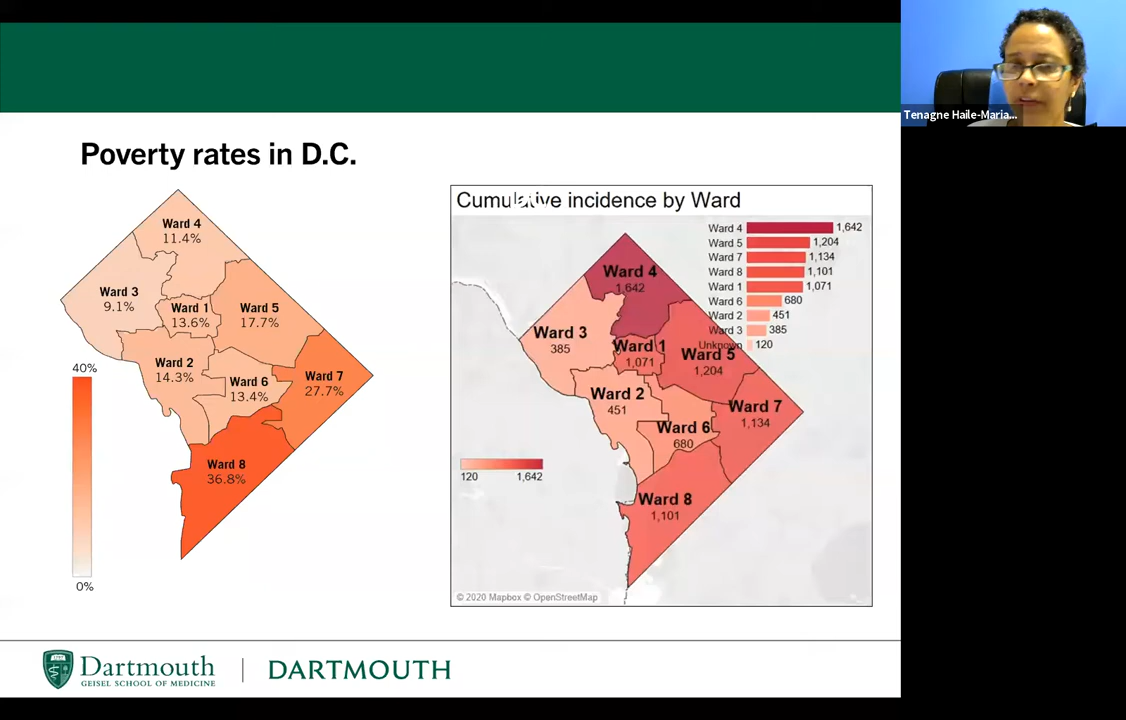 Tenagne Haile-Maria...
Poverty rates in D.C.
Ward 4
11.4%
Ward 3
9.1%
Ward 1
13.6%
Ward 5
17.7%
Ward 2
14.3%
Ward 6
13.4%
Ward 7
27.7%
Ward 8
36.8%
40%
0%
Cumulative incidence by Ward
Ward 4 1,642
Ward 5 1,204
Ward 7 1,134
Ward 8 1,101
Ward 1 1,071
Ward 6 680
Ward 2 451
Ward 3 385
Unknown 120
Ward 4
1,642
Ward 3
385
Ward 1
1,071
Ward 5
1,204
Ward 2
451
Ward 7
1,134
Ward 6
680
Ward 8
1,101
120 1,642
© 2020 Mapbox © OpenStreetMap
Dartmouth
GEISEL SCHOOL OF MEDICINE
DARTMOUTH